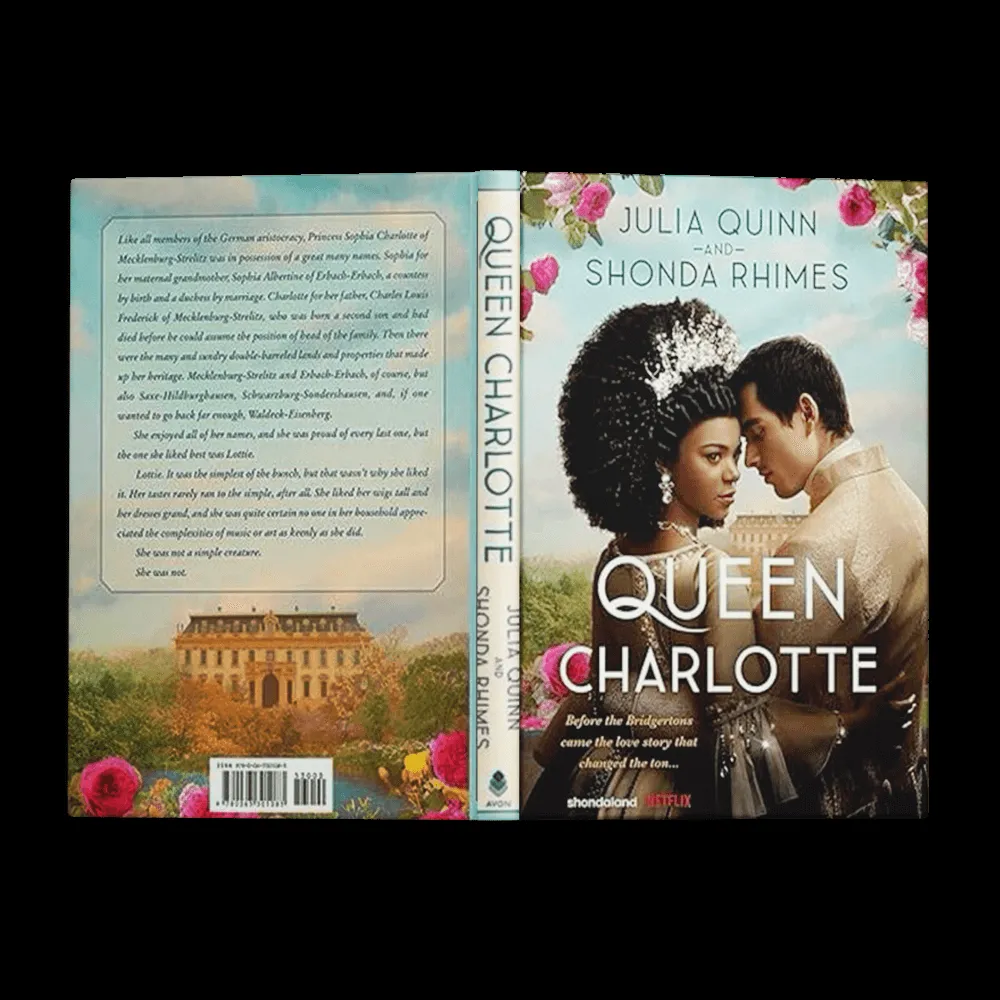 Like all members of the German aristocracy, Princess Sophia Charlotte of
Mecklenburg-Strelitz was in possession of a great many names. Sophia for
her maternal grandmother, Sophia Albertine of Erbach-Erbach, a countess
by birth and a duchess by marriage. Charlotte for her father, Charles Louis
Frederick of Mecklenburg-Strelitz, who was born a second son and had
died before he could assume the position of head of the family. Then there
were the many and sundry double-barreled lands and properties that made
up her heritage. Mecklenburg-Strelitz and Erbach-Erbach, of course, but
also Saxe-Hildburghausen, Schwarzburg-Sondershausen, and, if one
wanted to go back far enough, Waldeck-Eisenberg.
She enjoyed all of her names, and she was proud of every last one, but
the one she liked best was Lottie.
Lottie. It was the simplest of the bunch, but that wasn't why she liked
it. Her tastes rarely ran to the simple, after all. She liked her wigs tall and
her dresses grand, and she was quite certain no one in her household appre-
ciated the complexities of music or art as keenly as she did.
She was not a simple creature.
She was not.
ISBN
QUEEN CHARLOTTE
JULIA QUINN
AND
SHONDA RHIMES
AVON
JULIA QUINN
—AND—
SHONDA RHIMES
QUEEN
CHARLOTTE
Before the Bridgertons
came the love story that
changed the ton...
shondaland NETFLIX